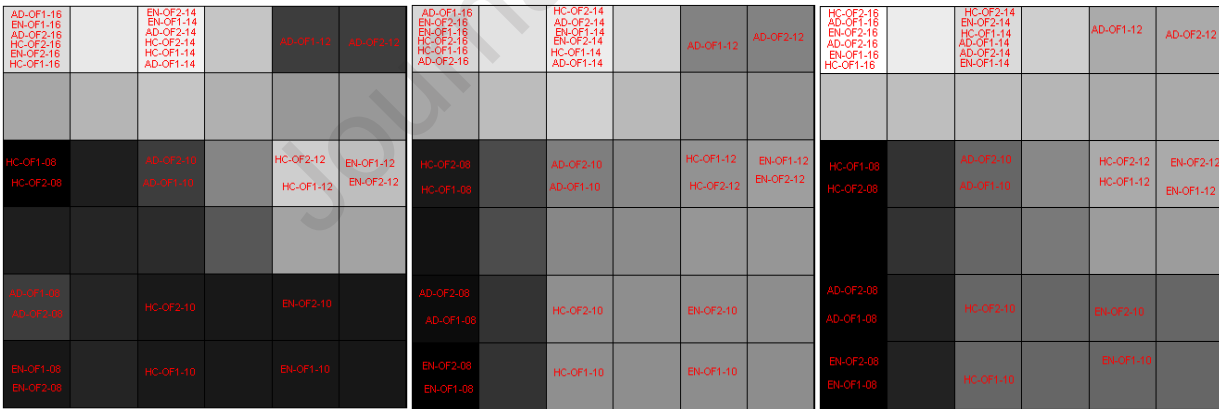 AD-OF1-16
EN-OF1-16
AD-OF2-16
HC-OF2-16
EN-OF2-16
HC-OF1-16
EN-OF2-14
EN-OF1-14
AD-OF2-14
HC-OF2-14
HC-OF1-14
AD-OF1-14
AD-OF1-12
AD-OF2-12
HC-OF1-08
HC-OF2-08
AD-OF2-10
AD-OF1-10
HC-OF2-12
HC-OF1-12
EN-OF1-12
EN-OF2-12
AD-OF1-08
AD-OF2-08
HC-OF2-10
EN-OF2-10
EN-OF1-08
EN-OF2-08
HC-OF1-10
EN-OF1-10
AD-OF1-16
EN-OF2-16
EN-OF1-16
HC-OF2-16
HC-OF1-16
AD-OF2-16
HC-OF2-14
AD-OF2-14
EN-OF1-14
EN-OF2-14
HC-OF1-14
AD-OF1-14
AD-OF1-12
AD-OF2-12
HC-OF2-08
HC-OF1-08
AD-OF2-10
AD-OF1-10
HC-OF1-12
HC-OF2-12
EN-OF1-12
EN-OF2-12
AD-OF2-08
AD-OF1-08
HC-OF2-10
EN-OF2-10
EN-OF2-08
EN-OF1-08
HC-OF1-10
EN-OF1-10
HC-OF2-16
AD-OF1-16
EN-OF2-16
AD-OF2-16
EN-OF1-16
HC-OF1-16
HC-OF2-14
EN-OF2-14
HC-OF1-14
AD-OF1-14
AD-OF2-14
EN-OF1-14
AD-OF1-12
AD-OF2-12
HC-OF1-08
HC-OF2-08
AD-OF2-10
AD-OF1-10
HC-OF2-12
HC-OF1-12
EN-OF2-12
EN-OF1-12
AD-OF2-08
AD-OF1-08
HC-OF2-10
EN-OF2-10
EN-OF2-08
EN-OF1-08
HC-OF1-10
EN-OF1-10